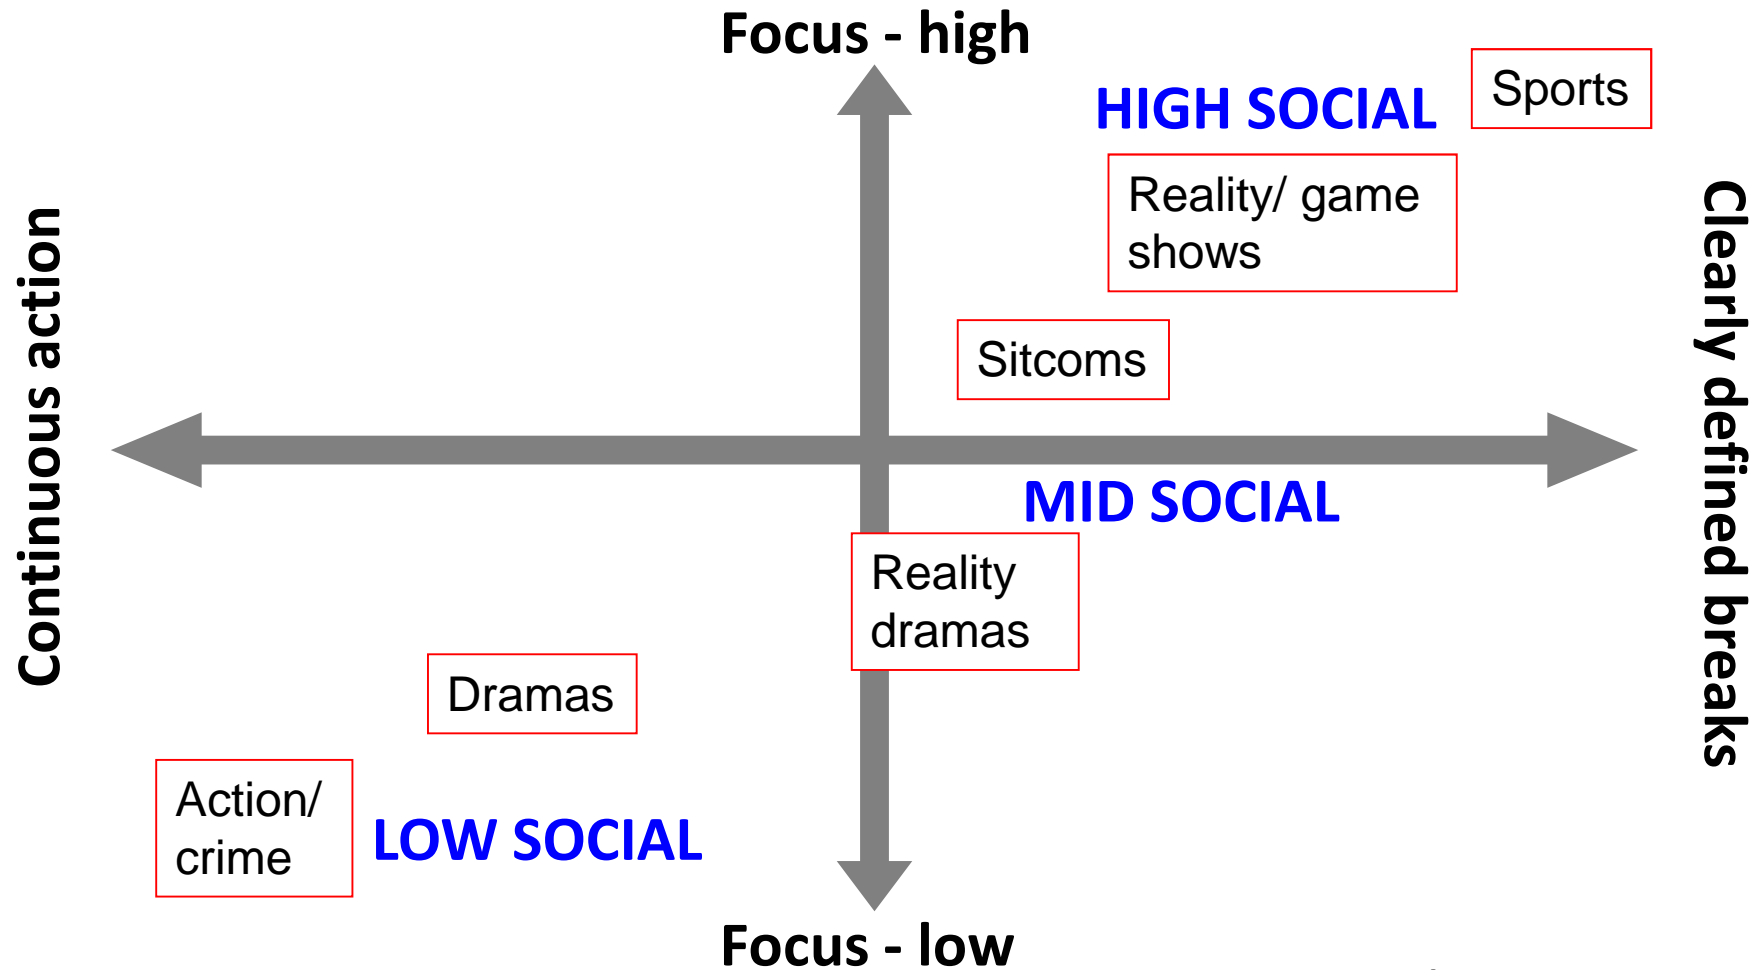 Focus - high
Sports
HIGH SOCIAL
Reality/ game
shows
Continuous action
Clearly defined breaks
Sitcoms
MID SOCIAL
Reality
dramas
Dramas
Action/
crime
LOW SOCIAL
Focus - low